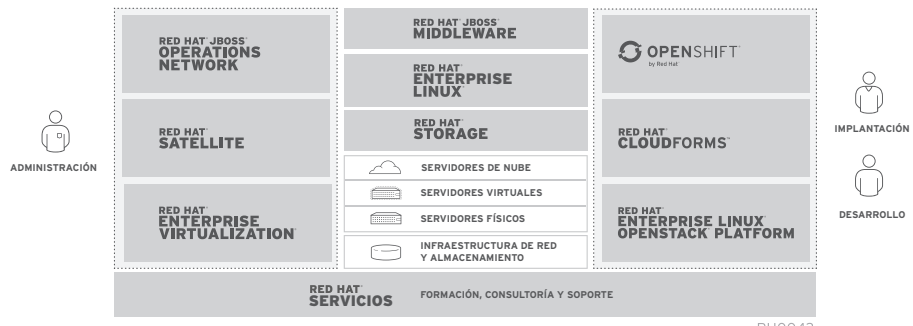 ADMINISTRACIÓN
RED HAT JBOSS
OPERATIONS
NETWORK
RED HAT
SATELLITE
RED HAT
ENTERPRISE
VIRTUALIZATION
RED HAT JBOSS
MIDDLEWARE
RED HAT
ENTERPRISE
LINUX
RED HAT
STORAGE
SERVIDORES DE NUBE
SERVIDORES VIRTUALES
SERVIDORES FÍSICOS
INFRAESTRUCTURA DE RED
Y ALMACENAMIENTO
OPENSHIFT
by Red Hat
RED HAT
CLOUDFORMS
RED HAT
ENTERPRISE LINUX
OPENSTACK PLATFORM
IMPLANTACIÓN
DESARROLLO
RED HAT
SERVICIOS
FORMACIÓN, CONSULTORÍA Y SOPORTE